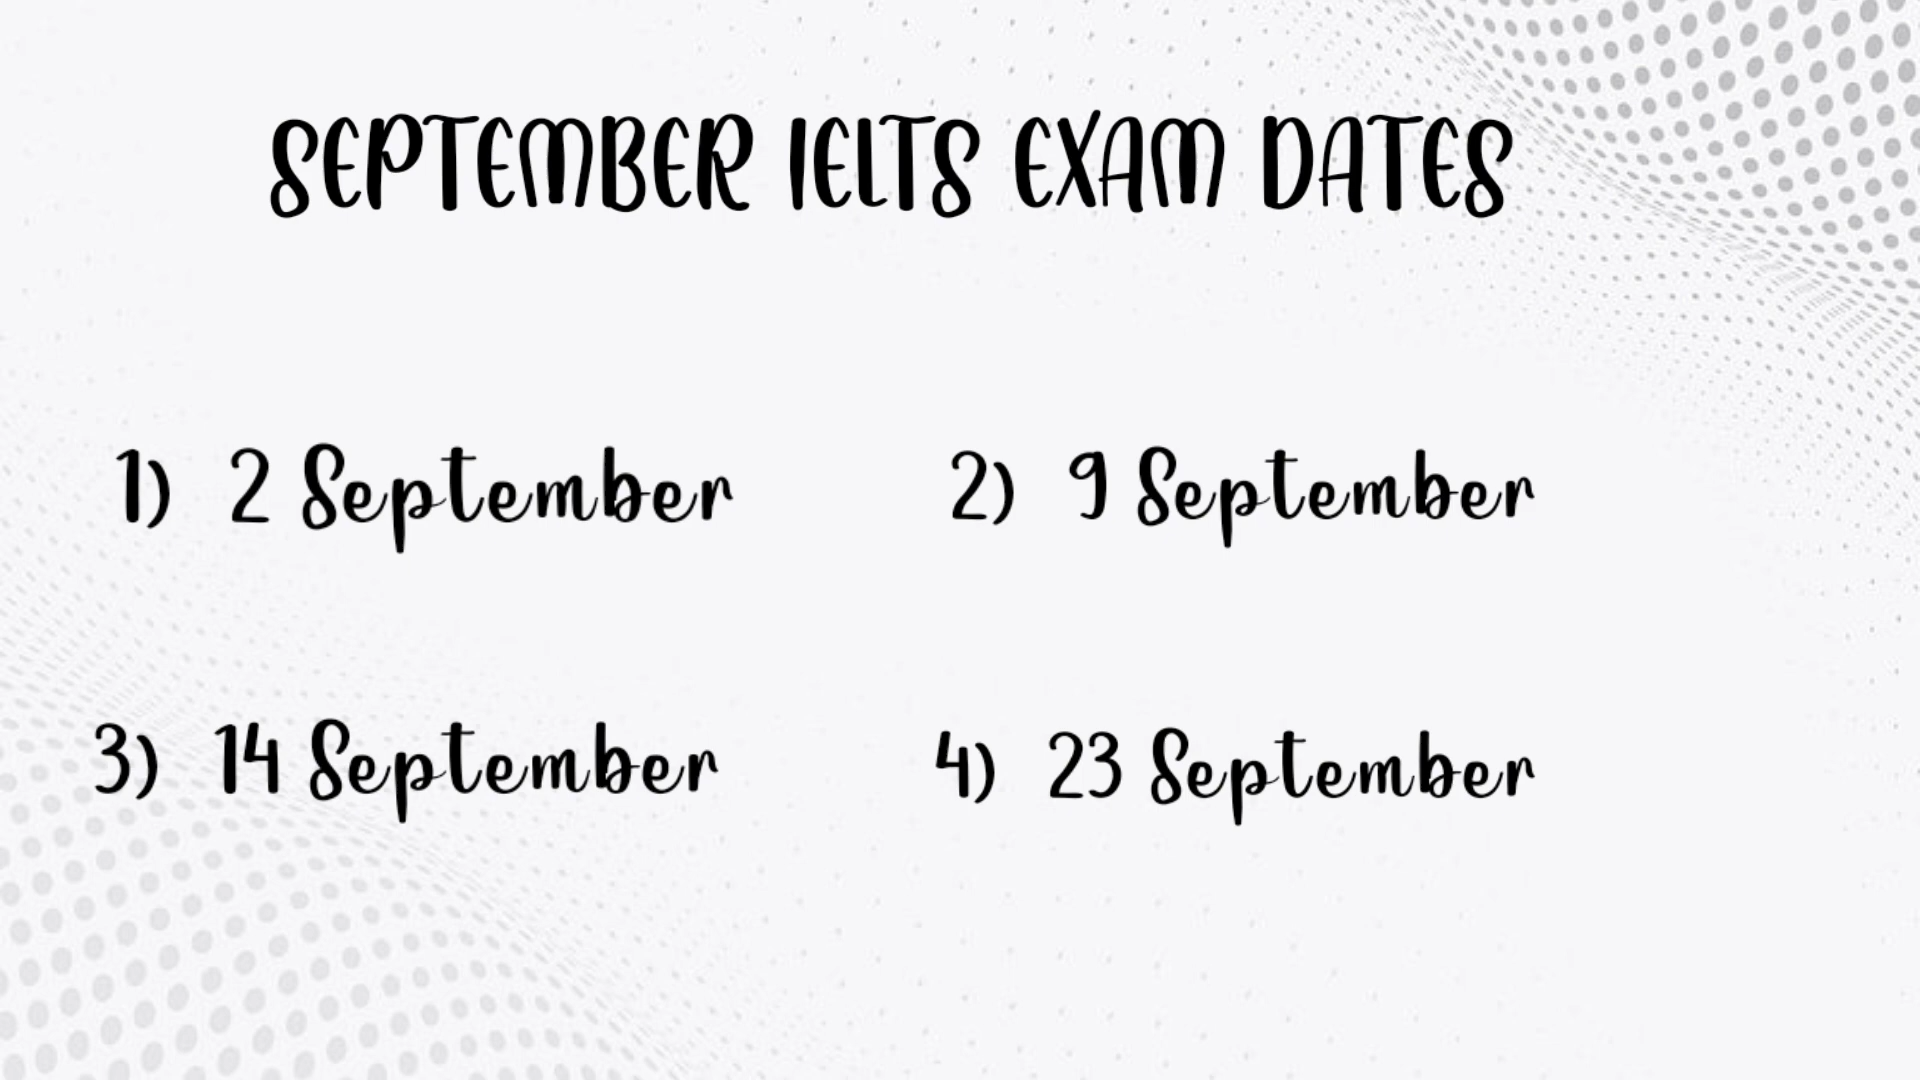 SEPTEMBER IELTS EXAM DATES
1) 2 September
2) 9 September
3) 14 September
4) 23 September